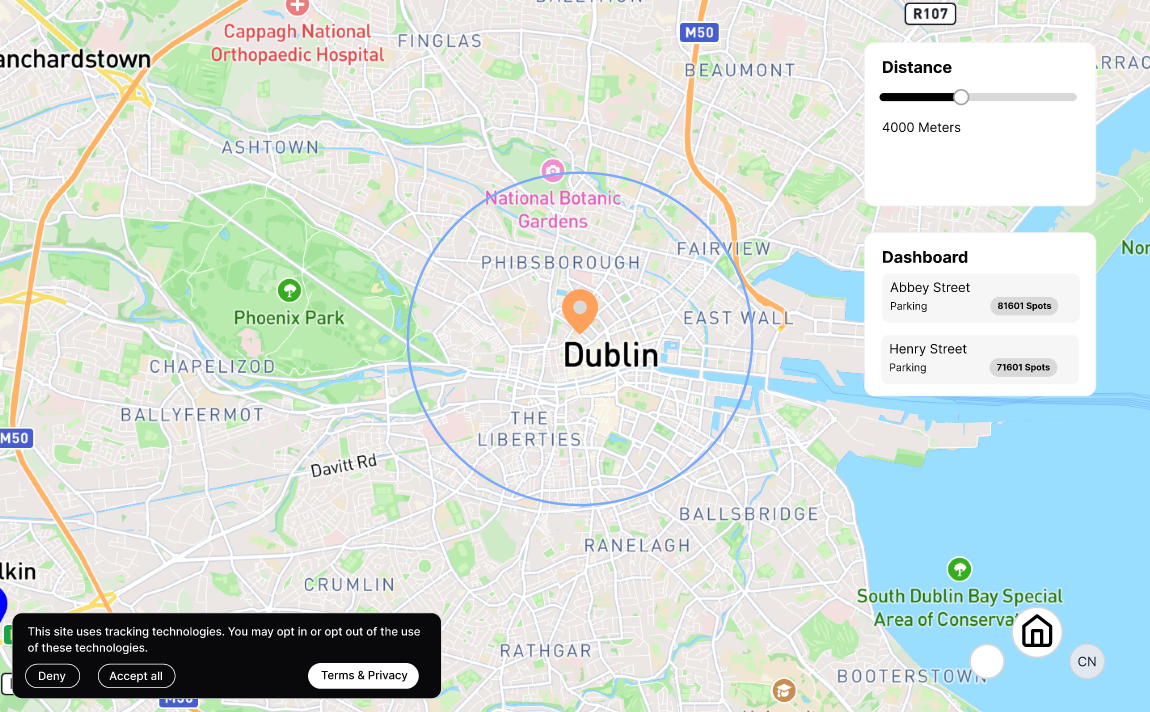 R107
Cappagh National
Orthopaedic Hospital
M50
FINGLAS
anchardstown
BEAUMONT
Distance
4000 Meters
ASHTOWN
National Botanic
Gardens
FAIRVIEW
PHIBSBOROUGH
Dashboard
Abbey Street
Parking
81601 Spots
Henry Street
Parking
71601 Spots
Phoenix Park
EAST WALL
Dublin
CHAPELIZOD
BALLYFERMOT
THE
LIBERTIES
M50
Davitt Rd
BALLSBRIDGE
RANELAGH
lkin
CRUMLIN
South Dublin Bay Special
Area of Conserva
This site uses tracking technologies. You may opt in or opt out of the use
of these technologies.
Deny
Accept all
Terms & Privacy
RATHGAR
CN
BOOTERSTOWN
M50